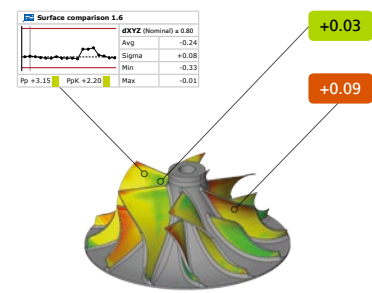 Surface comparison 1.6
dXYZ (Nominal) ± 0.80
Avg -0.24
Sigma +0.08
Min -0.33
Pp +3.15 PpK +2.20 Max -0.01
+0.03
+0.09